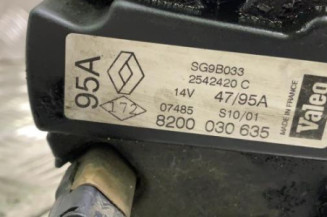 95A
SG9B033
2542420 C
14V 47/95A
172 07485 S10/01
8200 030 635
MADE IN FRANCE
Valeo